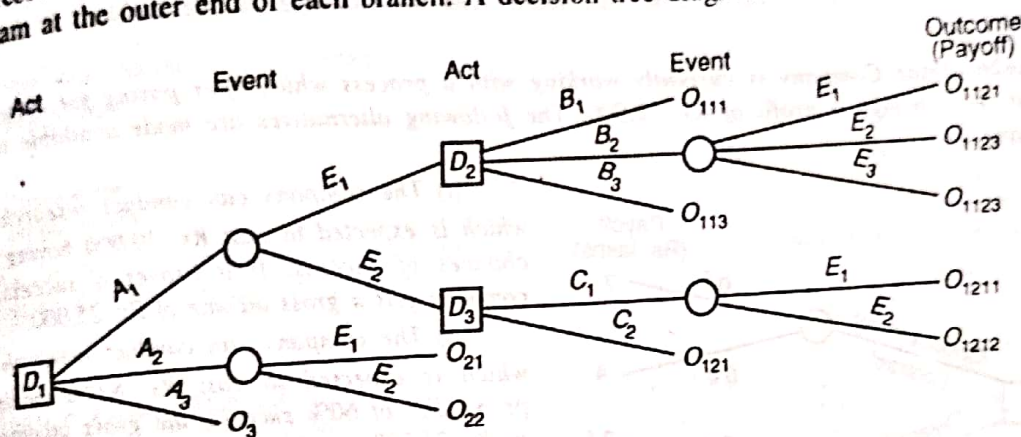 am at the outer end of each branch. A decision tree
Act
Event
Act
Event
Outcome
(Payoff)
D1
A1
A2
A3
E1
E2
E1
E2
O3
O21
O22
D2
D3
B1
B2
B3
O111
O113
C1
C2
O121
E1
E2
E3
O1121
O1123
O1123
E1
E2
O1211
O1212